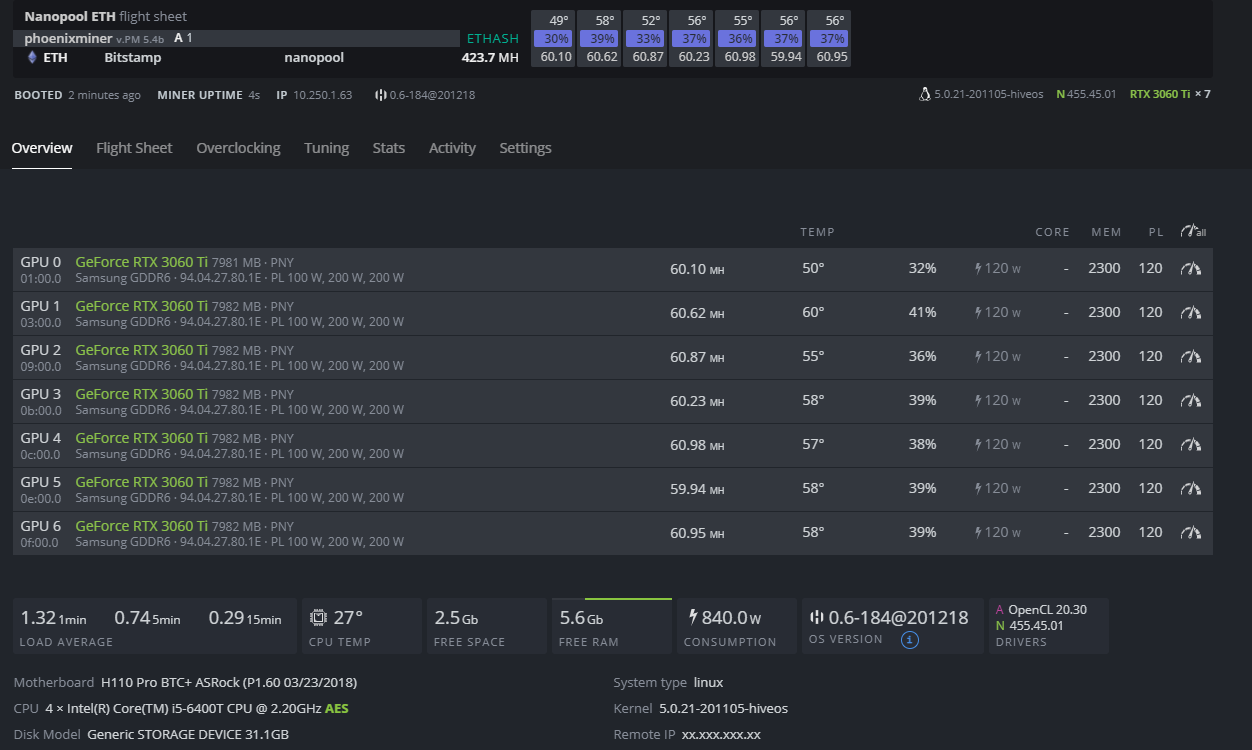 Nanopool ETH flight sheet
phoenixminer v.PM 5.4b A 1 ETHASH
ETH Bitstamp nanopool 423.7 MH
49° 58° 52° 56° 55° 56° 56°
30% 39% 33% 37% 36% 37% 37%
60.10 60.62 60.87 60.23 60.98 59.94 60.95
BOOTED 2 minutes ago MINER UPTIME 4s IP 10.250.1.63 0.6-184@201218 5.0.21-201105-hiveos N 455.45.01 RTX 3060 Ti × 7
Overview Flight Sheet Overclocking Tuning Stats Activity Settings
TEMP CORE MEM PL all
GPU 0 GeForce RTX 3060 Ti 7981 MB · PNY 60.10 MH 50° 32% 120 W - 2300 120
01:00.0 Samsung GDDR6 · 94.04.27.80.1E · PL 100 W, 200 W, 200 W
GPU 1 GeForce RTX 3060 Ti 7982 MB · PNY 60.62 MH 60° 41% 120 W - 2300 120
03:00.0 Samsung GDDR6 · 94.04.27.80.1E · PL 100 W, 200 W, 200 W
GPU 2 GeForce RTX 3060 Ti 7982 MB · PNY 60.87 MH 55° 36% 120 W - 2300 120
09:00.0 Samsung GDDR6 · 94.04.27.80.1E · PL 100 W, 200 W, 200 W
GPU 3 GeForce RTX 3060 Ti 7982 MB · PNY 60.23 MH 58° 39% 120 W - 2300 120
0b:00.0 Samsung GDDR6 · 94.04.27.80.1E · PL 100 W, 200 W, 200 W
GPU 4 GeForce RTX 3060 Ti 7982 MB · PNY 60.98 MH 57° 38% 120 W - 2300 120
0c:00.0 Samsung GDDR6 · 94.04.27.80.1E · PL 100 W, 200 W, 200 W
GPU 5 GeForce RTX 3060 Ti 7982 MB · PNY 59.94 MH 58° 39% 120 W - 2300 120
0e:00.0 Samsung GDDR6 · 94.04.27.80.1E · PL 100 W, 200 W, 200 W
GPU 6 GeForce RTX 3060 Ti 7982 MB · PNY 60.95 MH 58° 39% 120 W - 2300 120
0f:00.0 Samsung GDDR6 · 94.04.27.80.1E · PL 100 W, 200 W, 200 W
1.32 1min 0.74 5min 0.29 15min
LOAD AVERAGE
27°
CPU TEMP
2.5 Gb
FREE SPACE
5.6 Gb
FREE RAM
840.0 W
CONSUMPTION
0.6-184@201218
OS VERSION i
A OpenCL 20.30
N 455.45.01
DRIVERS
Motherboard H110 Pro BTC+ ASRock (P1.60 03/23/2018)
CPU 4 × Intel(R) Core(TM) i5-6400T CPU @ 2.20GHz AES
Disk Model Generic STORAGE DEVICE 31.1GB
System type linux
Kernel 5.0.21-201105-hiveos
Remote IP xx.xxx.xxx.xx